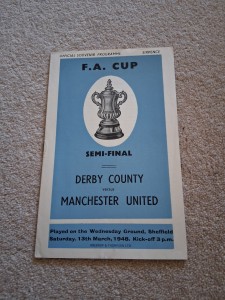 OFFICIAL SOUVENIR PROGRAMME
F.A. CUP
SEMI-FINAL
DERBY COUNTY
versus
MANCHESTER UNITED
Played on the Wednesday Ground, Sheffield
Saturday, 13th March, 1948. Kick-off 3 p.m.